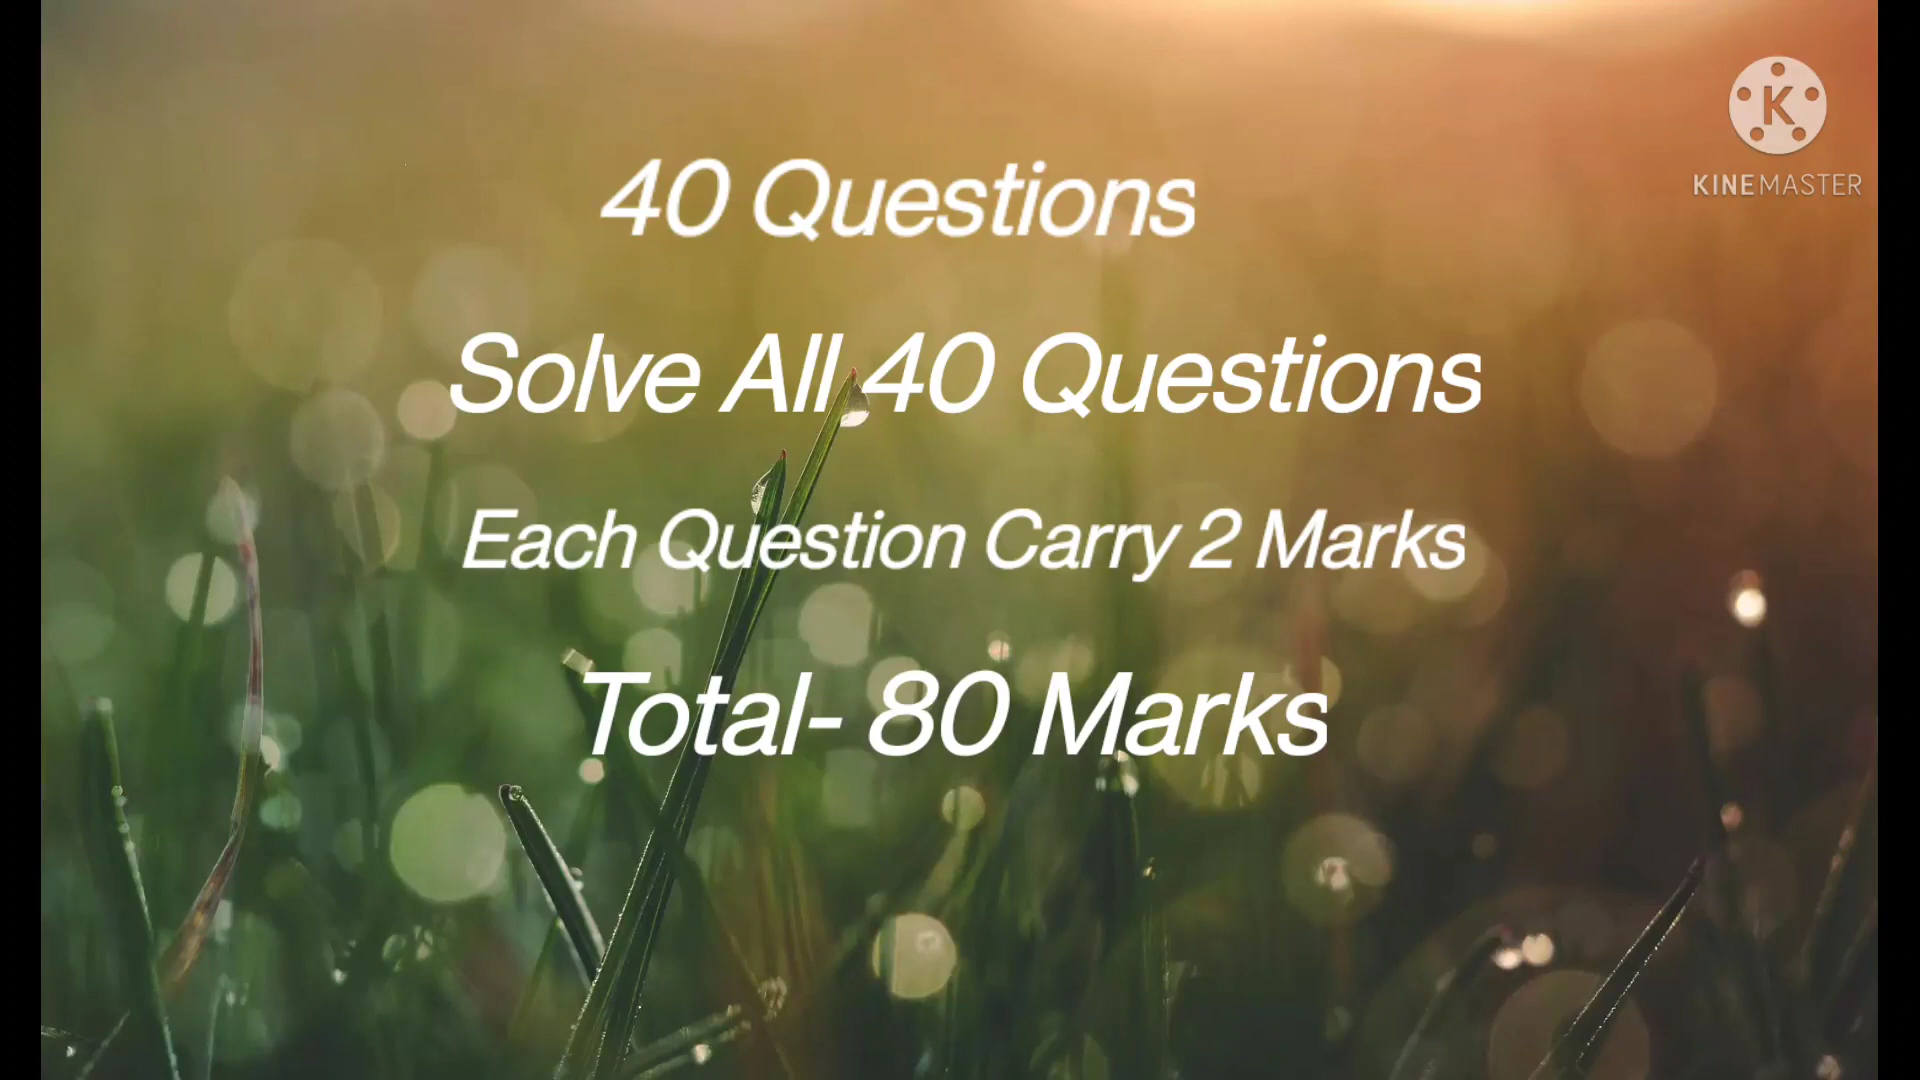 40 Questions
Solve All 40 Questions
Each Question Carry 2 Marks
Total- 80 Marks
K
KINEMASTER